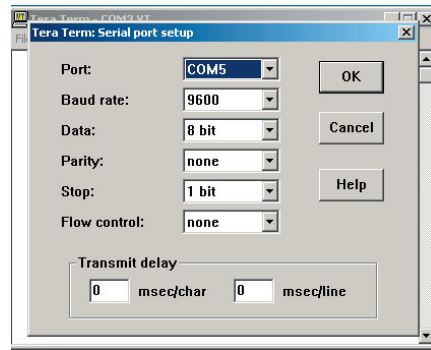 Tera Term - COM3 VT
Fil
Tera Term: Serial port setup
Port: COM5
OK
Baud rate: 9600
Data: 8 bit
Cancel
Parity: none
Stop: 1 bit
Help
Flow control: none
Transmit delay
0 msec/char 0 msec/line